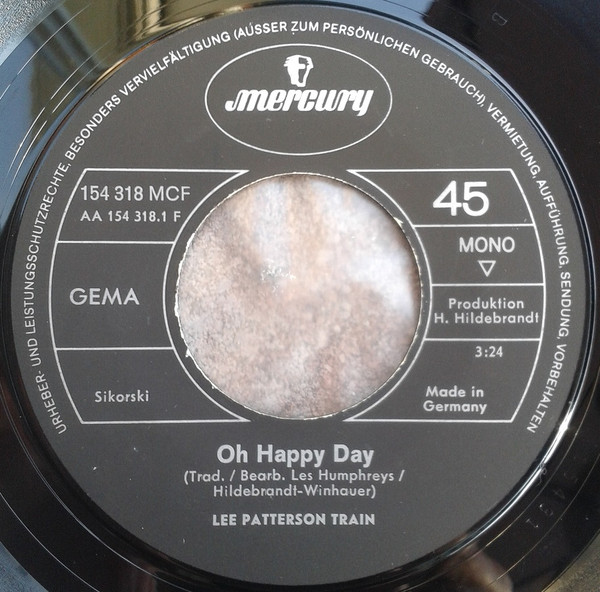 URHEBER- UND LEISTUNGSSCHUTZRECHTE, BESONDERS VERVIELFÄLTIGUNG (AUSSER ZUM PERSÖNLICHEN GEBRAUCH), VERMIETUNG, AUFFÜHRUNG, SENDUNG, VORBEHALTEN
mercury
154 318 MCF
AA 154 318.1 F
GEMA
Sikorski
45
MONO
Produktion
H. Hildebrandt
3:24
Made in
Germany
Oh Happy Day
(Trad. / Bearb. Les Humphreys /
Hildebrandt-Winhauer)
LEE PATTERSON TRAIN